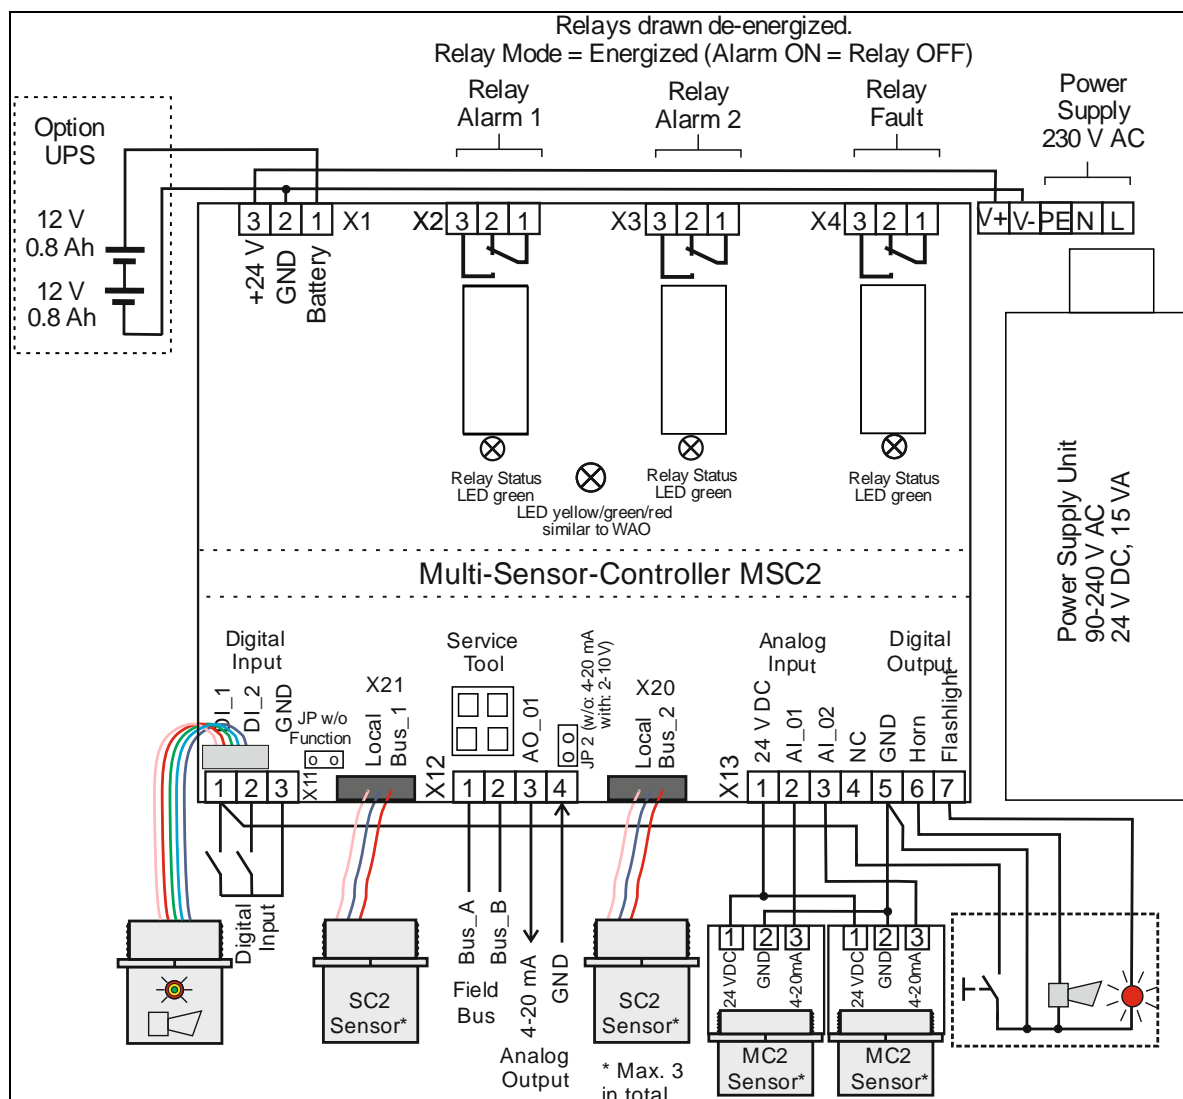 Relays drawn de-energized.
Relay Mode = Energized (Alarm ON = Relay OFF)
Relay
Alarm 1
Relay
Alarm 2
Relay
Fault
Power
Supply
230 V AC
Option
UPS
12 V
0.8 Ah
12 V
0.8 Ah
3 2 1 X1
+24 V
GND
Battery
X2 3 2 1
X3 3 2 1
X4 3 2 1
V+ V- PE N L
Relay Status
LED green
LED yellow/green/red
similar to WAO
Relay Status
LED green
Relay Status
LED green
Power Supply Unit
90-240 V AC
24 V DC, 15 VA
Multi-Sensor-Controller MSC2
Digital
Input
DI_1
DI_2
GND
1 2 3
X11
JP w/o
Function
X21
Local
Bus_1
Service
Tool
X12
AO_01
1 2 3 4
JP 2 (w/o: 4-20 mA
with: 2-10V)
X20
Local
Bus_2
Analog
Input
Digital
Output
X13
24 V DC
AI_01
AI_02
NC
GND
Horn
Flashlight
1 2 3 4 5 6 7
Digital
Input
SC2
Sensor*
Bus_A
Bus_B
4-20 mA
GND
Field
Bus
Analog
Output
SC2
Sensor*
* Max. 3
in total
1 2 3
24 VDC
GND
4-20mA
MC2
Sensor*
1 2 3
24 VDC
GND
4-20mA
MC2
Sensor*